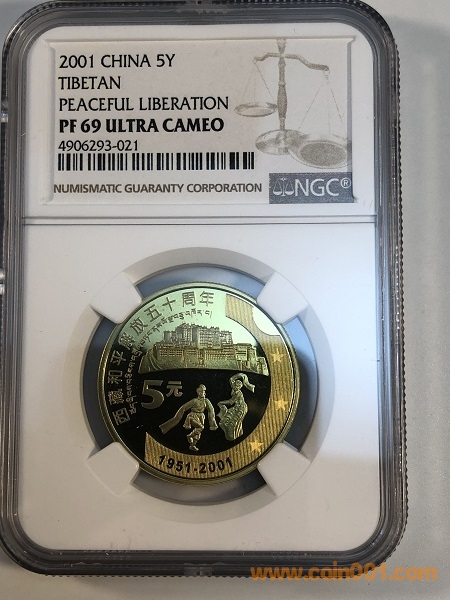 2001 CHINA 5Y
TIBETAN
PEACEFUL LIBERATION
PF 69 ULTRA CAMEO
4906293-021
NUMISMATIC GUARANTY CORPORATION
NGC®
西藏和平解放五十周年
5元
1951-2001
www.coin001.com